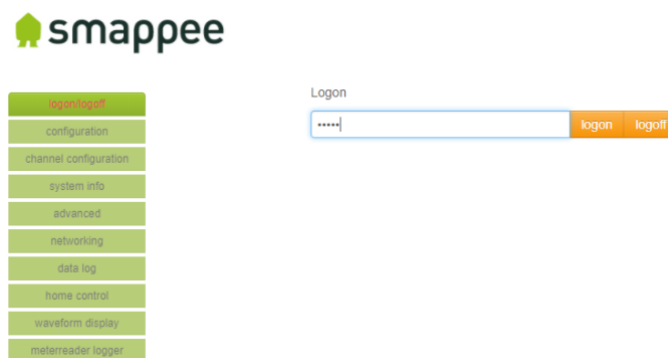 smappee
logon/logoff
configuration
channel configuration
system info
advanced
networking
data log
home control
waveform display
meterreader logger
Logon
•••••
logon logoff